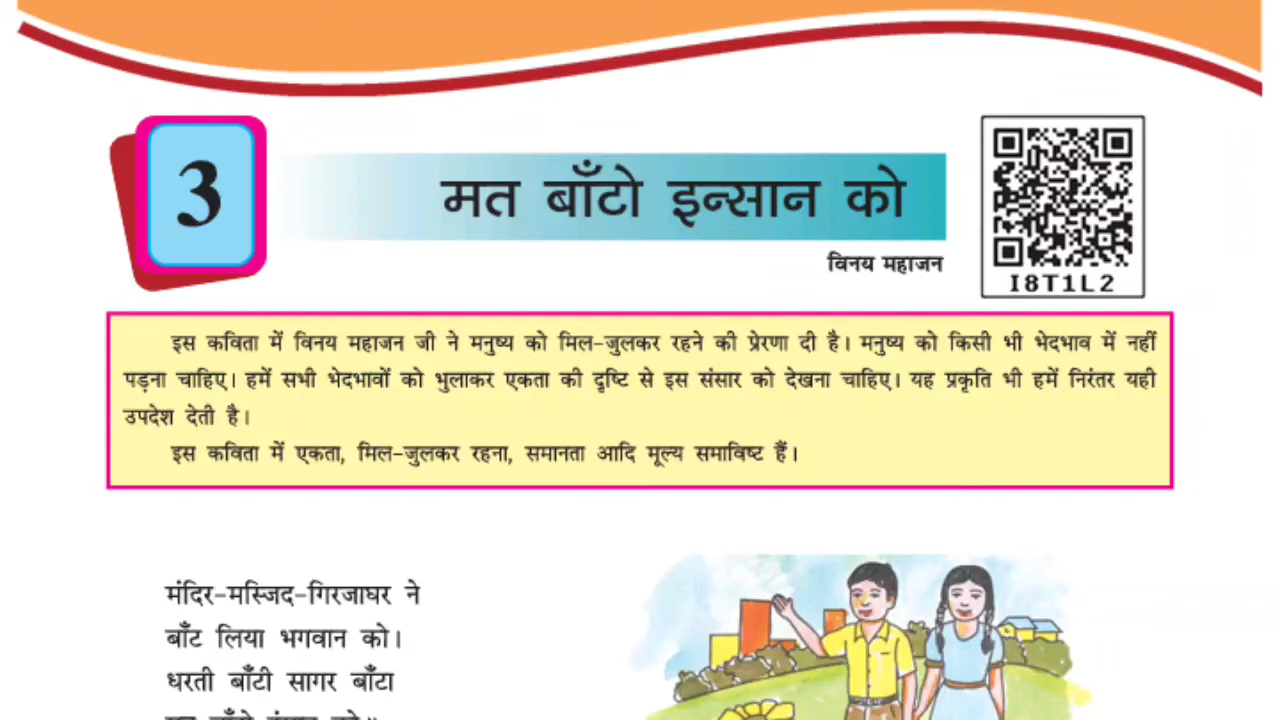 3
मत बाँटो इन्सान को
विनय महाजन
I8T1L2
इस कविता में विनय महाजन जी ने मनुष्य को मिल-जुलकर रहने की प्रेरणा दी है। मनुष्य को किसी भी भेदभाव में नहीं
पड़ना चाहिए। हमें सभी भेदभावों को भुलाकर एकता की दृष्टि से इस संसार को देखना चाहिए। यह प्रकृति भी हमें निरंतर यही
उपदेश देती है।
इस कविता में एकता, मिल-जुलकर रहना, समानता आदि मूल्य समाविष्ट हैं।
मंदिर-मस्जिद-गिरजाघर ने
बाँट लिया भगवान को।
धरती बाँटी सागर बाँटा